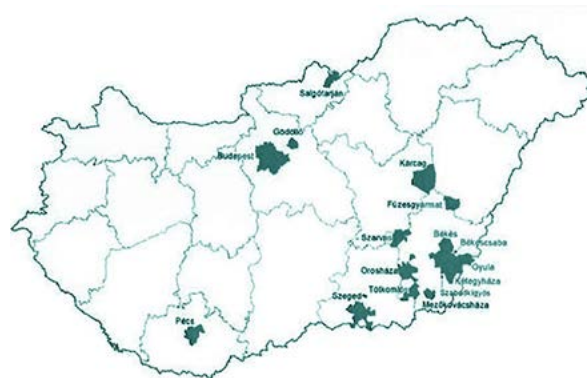 Salgótarján
Gödöllő
Budapest
Karcag
Füzesgyarmat
Szarvas
Békés
Békéscsaba
Orosháza
Gyula
Kétegyháza
Tótkomlós
Szabadkígyós
Szeged
Mezőkovácsháza
Pécs